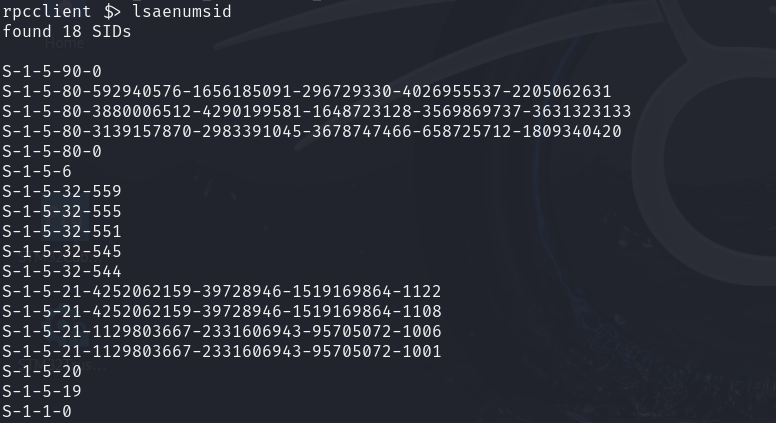 rpcclient $> lsaenumsid
found 18 SIDs
S-1-5-90-0
S-1-5-80-592940576-1656185091-296729330-4026955537-2205062631
S-1-5-80-3880006512-4290199581-1648723128-3569869737-3631323133
S-1-5-80-3139157870-2983391045-3678747466-658725712-1809340420
S-1-5-80-0
S-1-5-6
S-1-5-32-559
S-1-5-32-555
S-1-5-32-551
S-1-5-32-545
S-1-5-32-544
S-1-5-21-4252062159-39728946-1519169864-1122
S-1-5-21-4252062159-39728946-1519169864-1108
S-1-5-21-1129803667-2331606943-95705072-1006
S-1-5-21-1129803667-2331606943-95705072-1001
S-1-5-20
S-1-5-19
S-1-1-0